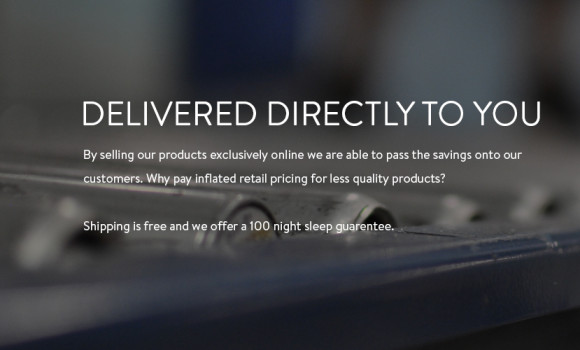 DELIVERED DIRECTLY TO YOU
By selling our products exclusively online we are able to pass the savings onto our
customers. Why pay inflated retail pricing for less quality products?
Shipping is free and we offer a 100 night sleep guarentee.